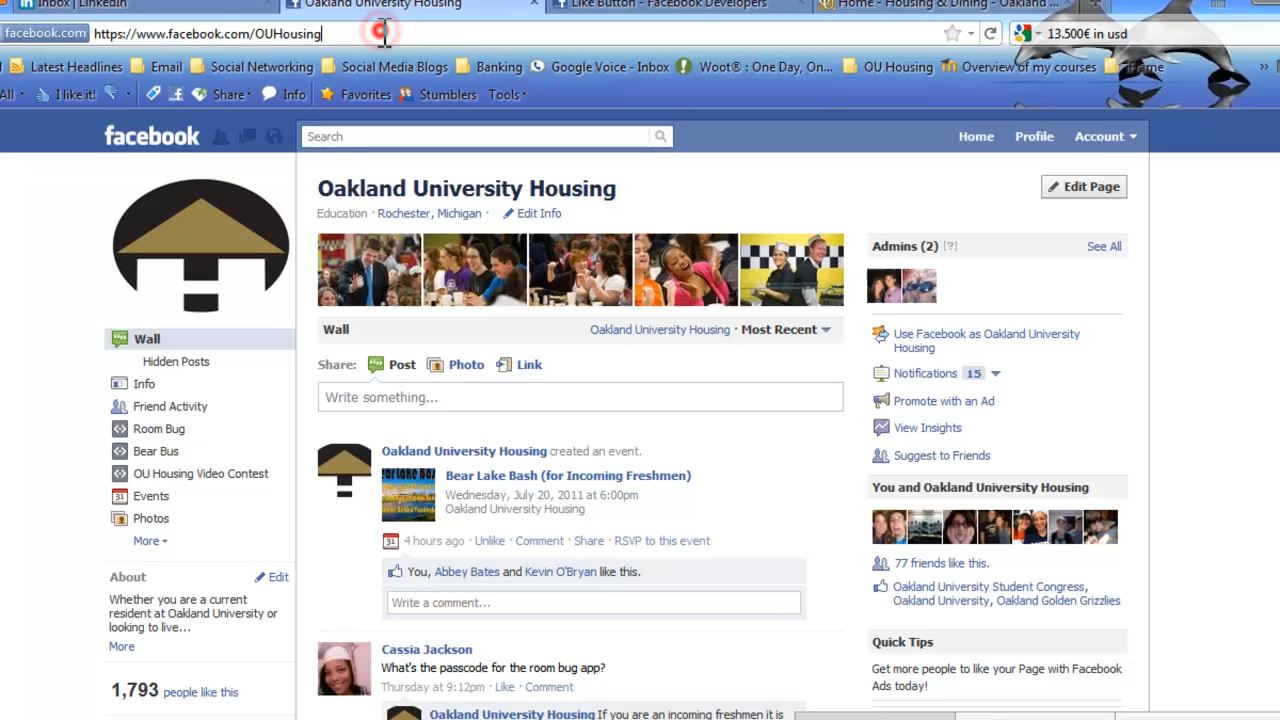 Inbox | LinkedIn
Oakland University Housing
Like Button - Facebook Developers
Home - Housing & Dining - Oakland ...
facebook.com https://www.facebook.com/OUHousing
13.500€ in usd
Latest Headlines Email Social Networking Social Media Blogs Banking Google Voice - Inbox Woot® : One Day, On... OU Housing Overview of my courses iFrame »
All I like it! Share Info Favorites Stumblers Tools
facebook Search Home Profile Account
Oakland University Housing
Edit Page
Education · Rochester, Michigan · Edit Info
Wall Oakland University Housing · Most Recent
Share: Post Photo Link
Write something...
Wall
Hidden Posts
Info
Friend Activity
Room Bug
Bear Bus
OU Housing Video Contest
31 Events
Photos
More
About Edit
Whether you are a current
resident at Oakland University or
looking to live...
More
1,793 people like this
Oakland University Housing created an event.
Bear Lake Bash (for Incoming Freshmen)
Wednesday, July 20, 2011 at 6:00pm
Oakland University Housing
31 4 hours ago · Unlike · Comment · Share · RSVP to this event
You, Abbey Bates and Kevin O'Bryan like this.
Write a comment...
Cassia Jackson
What's the passcode for the room bug app?
Thursday at 9:12pm · Like · Comment
Oakland University Housing If you are an incoming freshmen it is
Admins (2) [?] See All
Use Facebook as Oakland University
Housing
Notifications 15
Promote with an Ad
View Insights
Suggest to Friends
You and Oakland University Housing
77 friends like this.
Oakland University Student Congress,
Oakland University, Oakland Golden Grizzlies
Quick Tips
Get more people to like your Page with Facebook
Ads today!